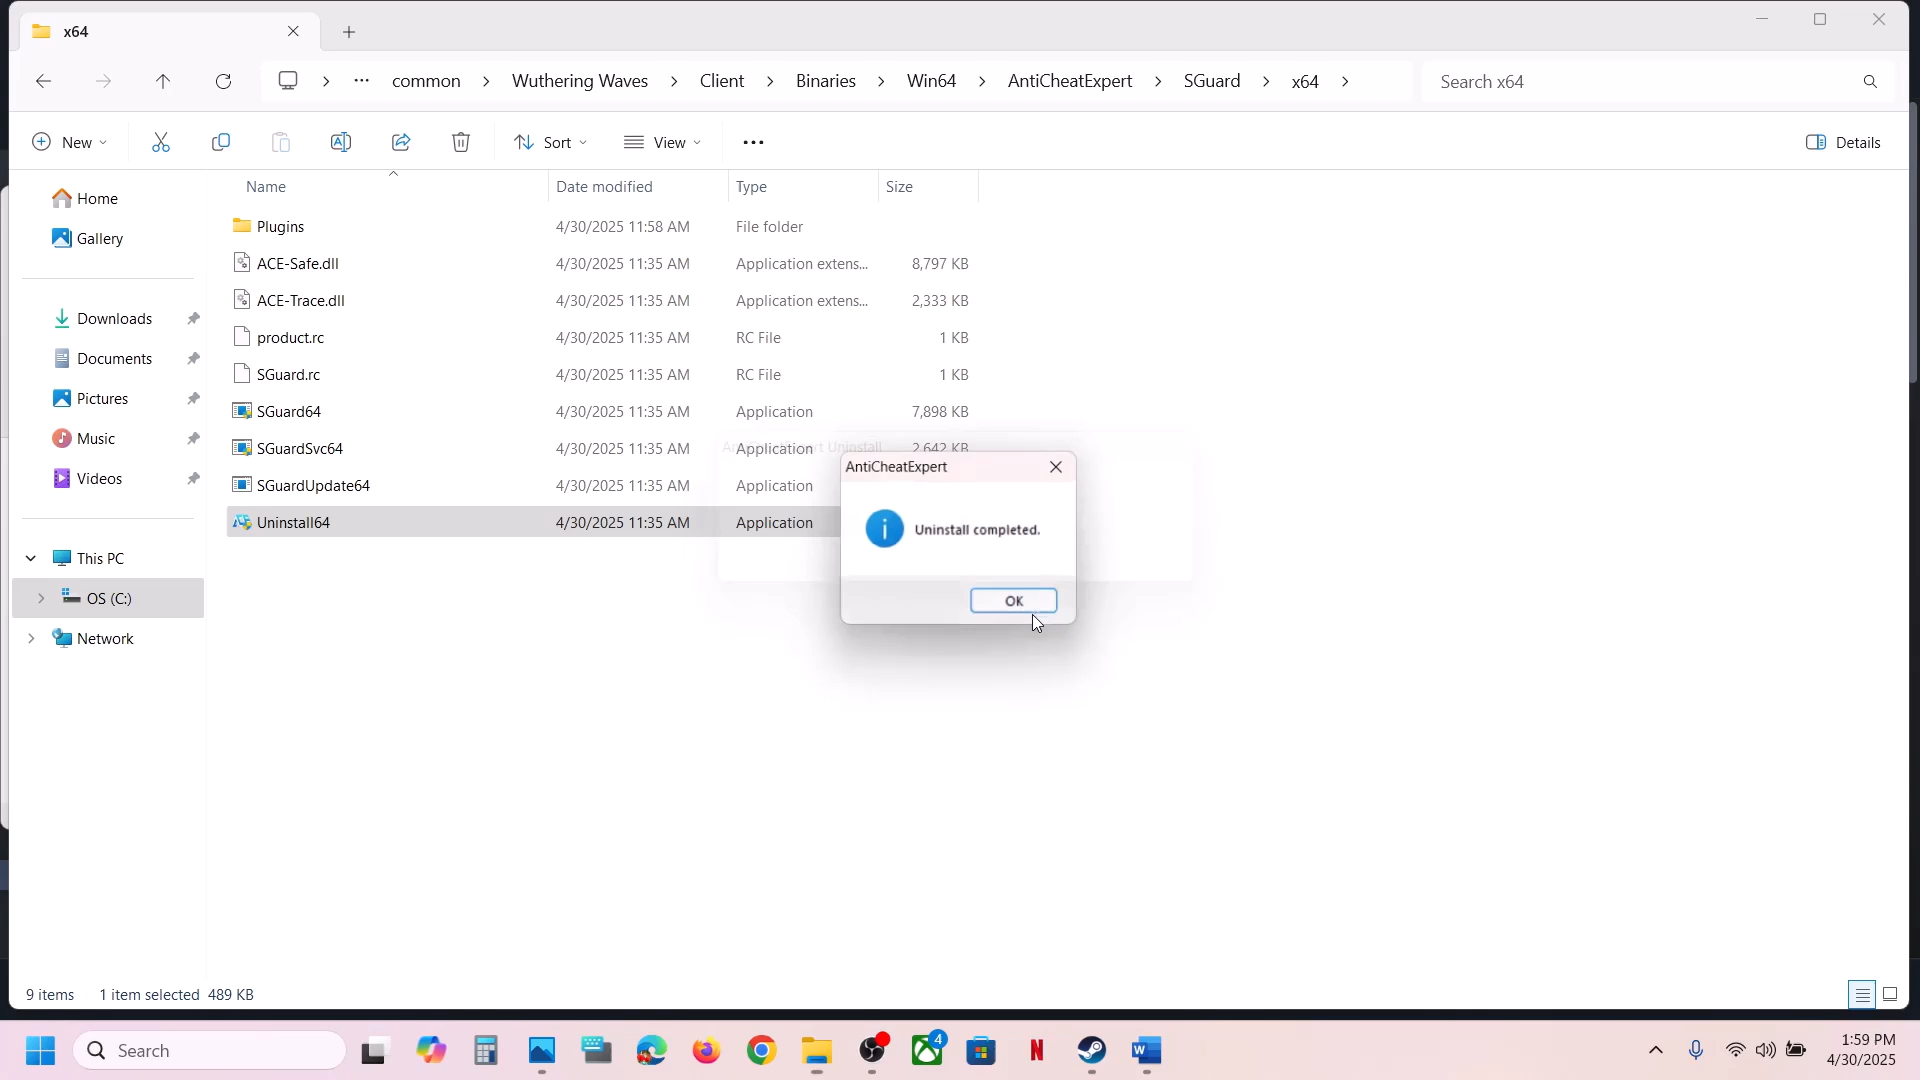 x64
common > Wuthering Waves > Client > Binaries > Win64 > AntiCheatExpert > SGuard > x64 >
Search x64
New
Sort
View
Details
Name
Date modified
Type
Size
Home
Gallery
Downloads
Documents
Pictures
Music
Videos
This PC
OS (C:)
Network
Plugins 4/30/2025 11:58 AM File folder
ACE-Safe.dll 4/30/2025 11:35 AM Application extens... 8,797 KB
ACE-Trace.dll 4/30/2025 11:35 AM Application extens... 2,333 KB
product.rc 4/30/2025 11:35 AM RC File 1 KB
SGuard.rc 4/30/2025 11:35 AM RC File 1 KB
SGuard64 4/30/2025 11:35 AM Application 7,898 KB
SGuardSvc64 4/30/2025 11:35 AM Application 2,642 KB
SGuardUpdate64 4/30/2025 11:35 AM Application
Uninstall64 4/30/2025 11:35 AM Application
Uninstall
AntiCheatExpert
Uninstall completed.
OK
9 items 1 item selected 489 KB
Search
4
1:59 PM
4/30/2025